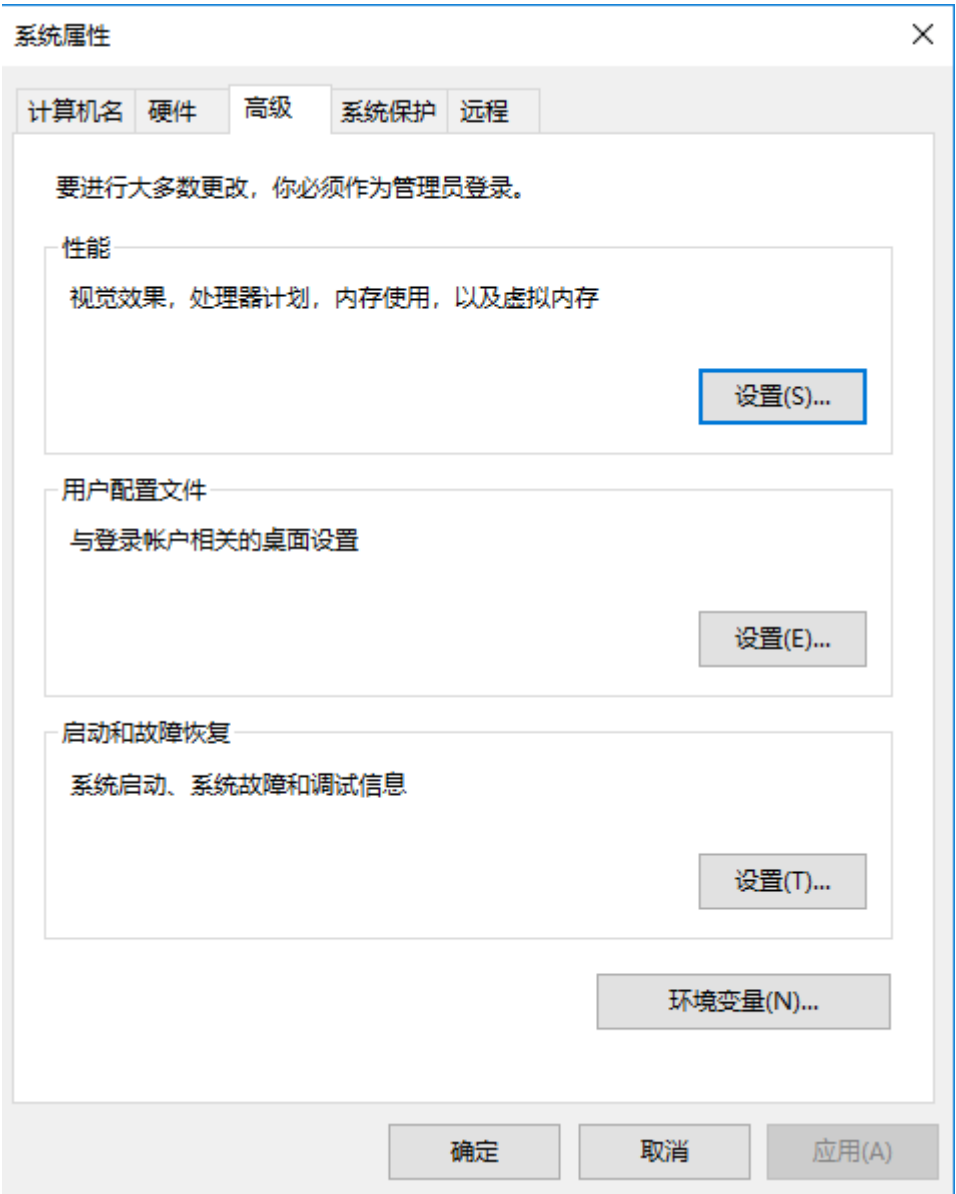 系统属性
计算机名 硬件 高级 系统保护 远程
要进行大多数更改，你必须作为管理员登录。
性能
视觉效果，处理器计划，内存使用，以及虚拟内存
设置(S)...
用户配置文件
与登录帐户相关的桌面设置
设置(E)...
启动和故障恢复
系统启动、系统故障和调试信息
设置(T)...
环境变量(N)...
确定 取消 应用(A)